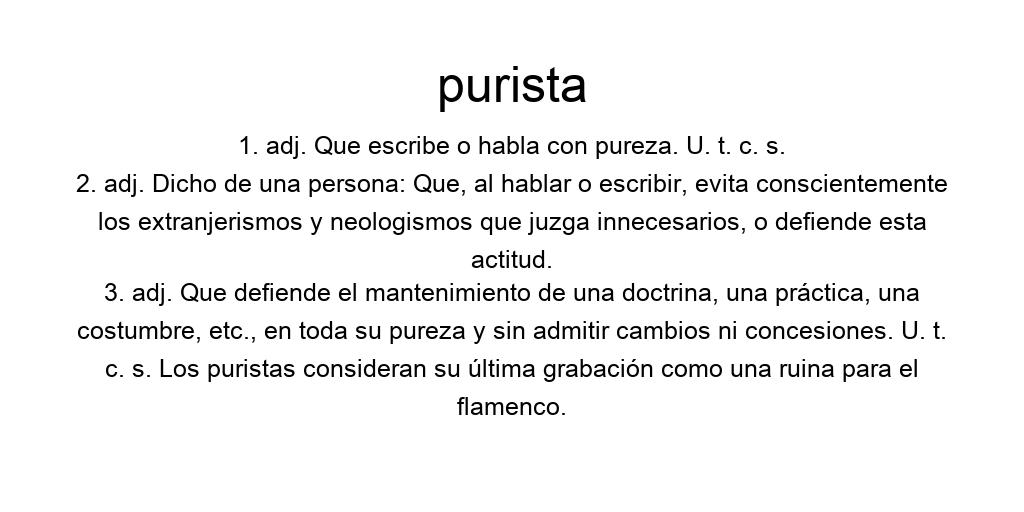 purista
1. adj. Que escribe o habla con pureza. U. t. c. s.
2. adj. Dicho de una persona: Que, al hablar o escribir, evita conscientemente
los extranjerismos y neologismos que juzga innecesarios, o defiende esta
actitud.
3. adj. Que defiende el mantenimiento de una doctrina, una práctica, una
costumbre, etc., en toda su pureza y sin admitir cambios ni concesiones. U. t.
c. s. Los puristas consideran su última grabación como una ruina para el
flamenco.